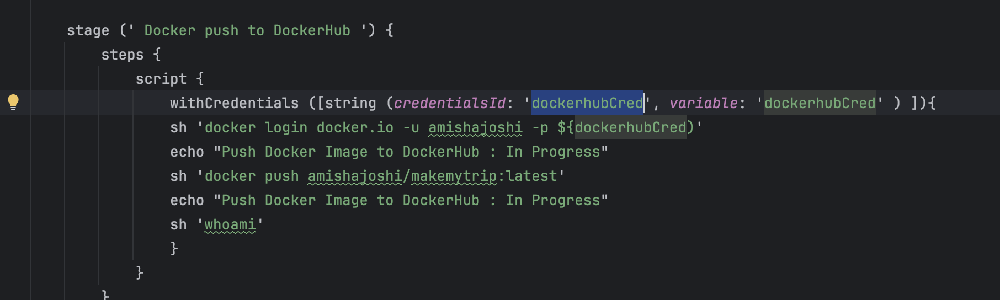 stage (' Docker push to DockerHub ') {
steps {
script {
withCredentials ([string (credentialsId: 'dockerhubCred', variable: 'dockerhubCred' ) ]){
sh 'docker login docker.io -u amishajoshi -p ${dockerhubCred)'
echo "Push Docker Image to DockerHub : In Progress"
sh 'docker push amishajoshi/makemytrip:latest'
echo "Push Docker Image to DockerHub : In Progress"
sh 'whoami'
}
}
}